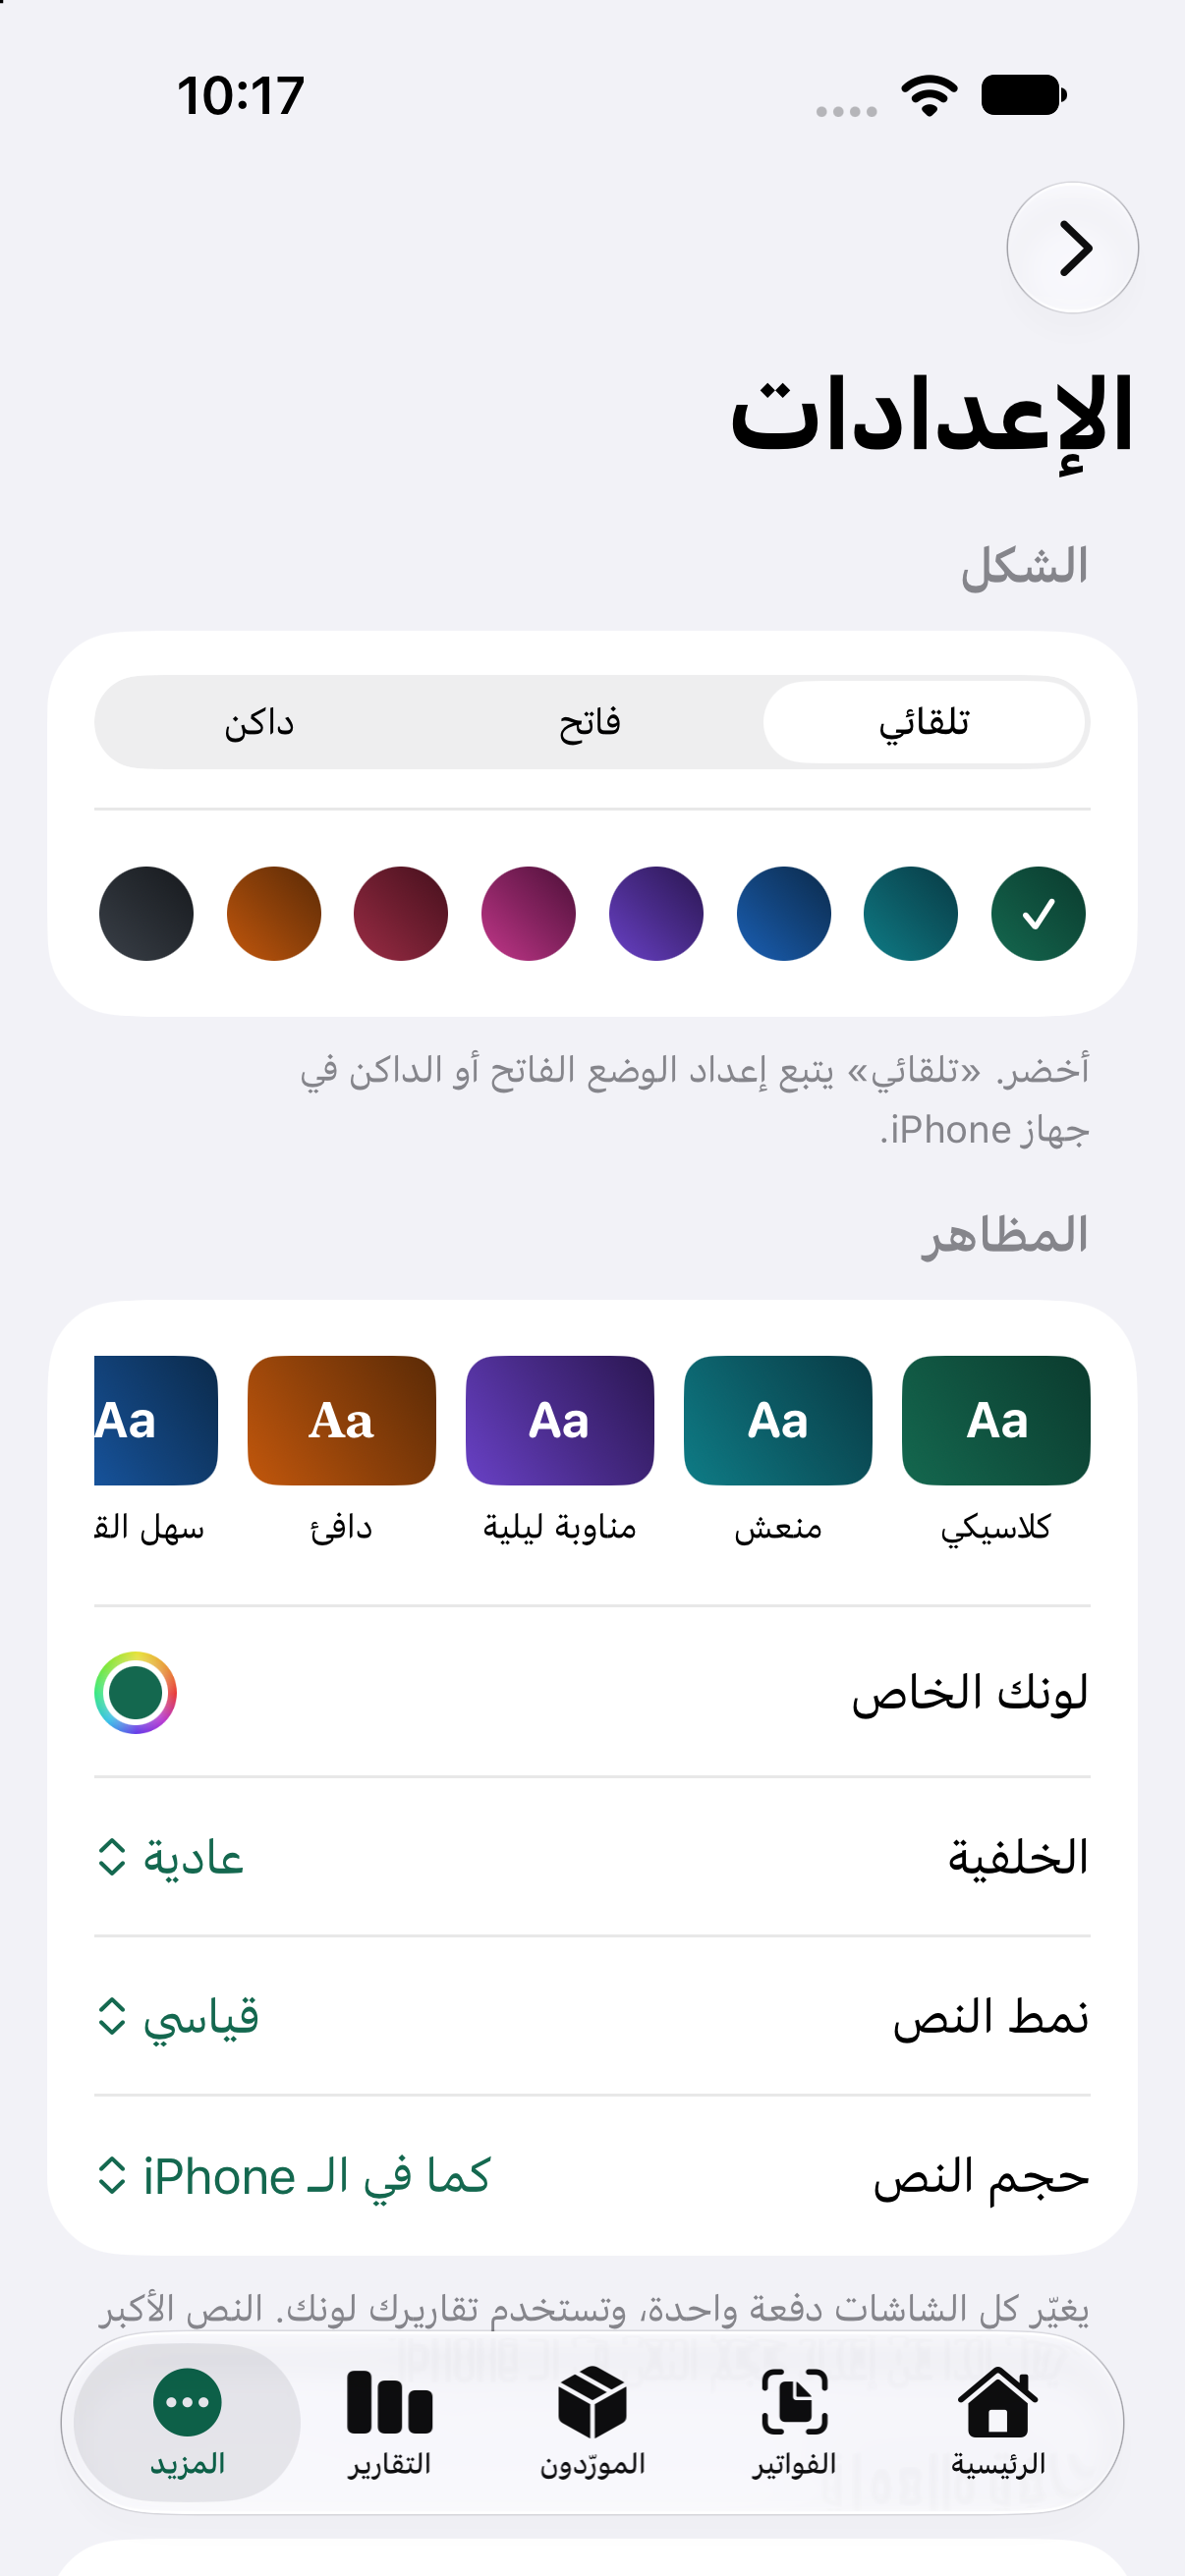 10:17
الإعدادات
الشكل
تلقائي
فاتح
داكن
أخضر. «تلقائي» يتبع إعداد الوضع الفاتح أو الداكن في
جهاز iPhone.
المظاهر
Aa Aa Aa Aa Aa
كلاسيكي
منعش
مناوبة ليلية
دافئ
سهل
لونك الخاص
الخلفية
عادية
نمط النص
قياسي
حجم النص
كما في الـ iPhone
يغيّر كل الشاشات دفعة واحدة، وتستخدم تقاريرك لونك. النص الأكبر
الرئيسية
الفواتير
المورّدون
التقارير
المزيد